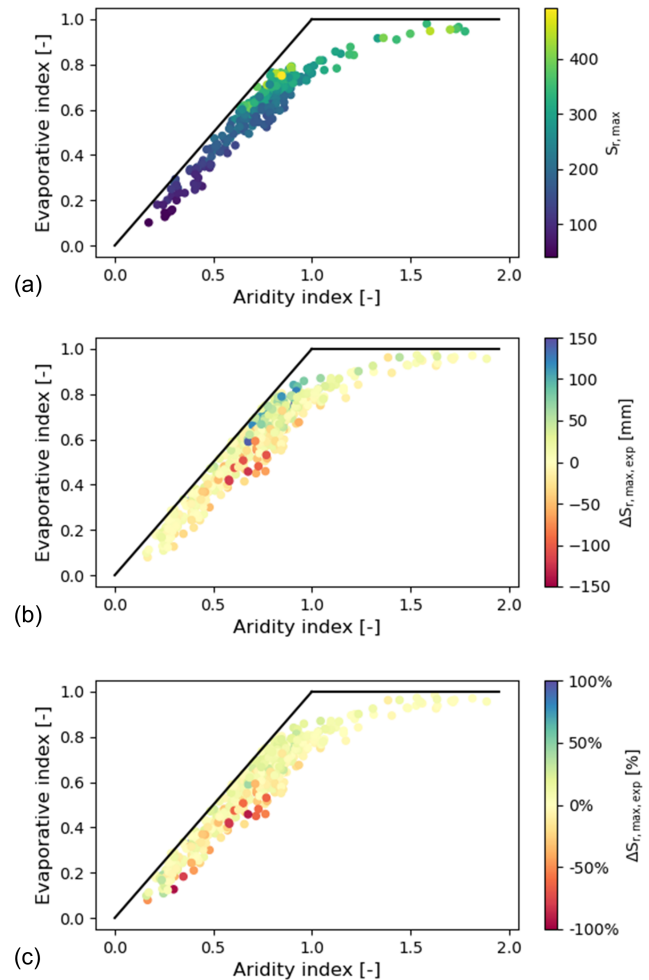 1.0
0.8
0.6
0.4
0.2
0.0
Evaporative index [-]
0.0 0.5 1.0 1.5 2.0
Aridity index [-]
400
300
200
100
Sr, max
(a)
1.0
0.8
0.6
0.4
0.2
0.0
Evaporative index [-]
0.0 0.5 1.0 1.5 2.0
Aridity index [-]
150
100
50
0
−50
−100
−150
ΔSr, max, exp [mm]
(b)
1.0
0.8
0.6
0.4
0.2
0.0
Evaporative index [-]
0.0 0.5 1.0 1.5 2.0
Aridity index [-]
100%
50%
0%
-50%
-100%
ΔSr, max, exp [%]
(c)